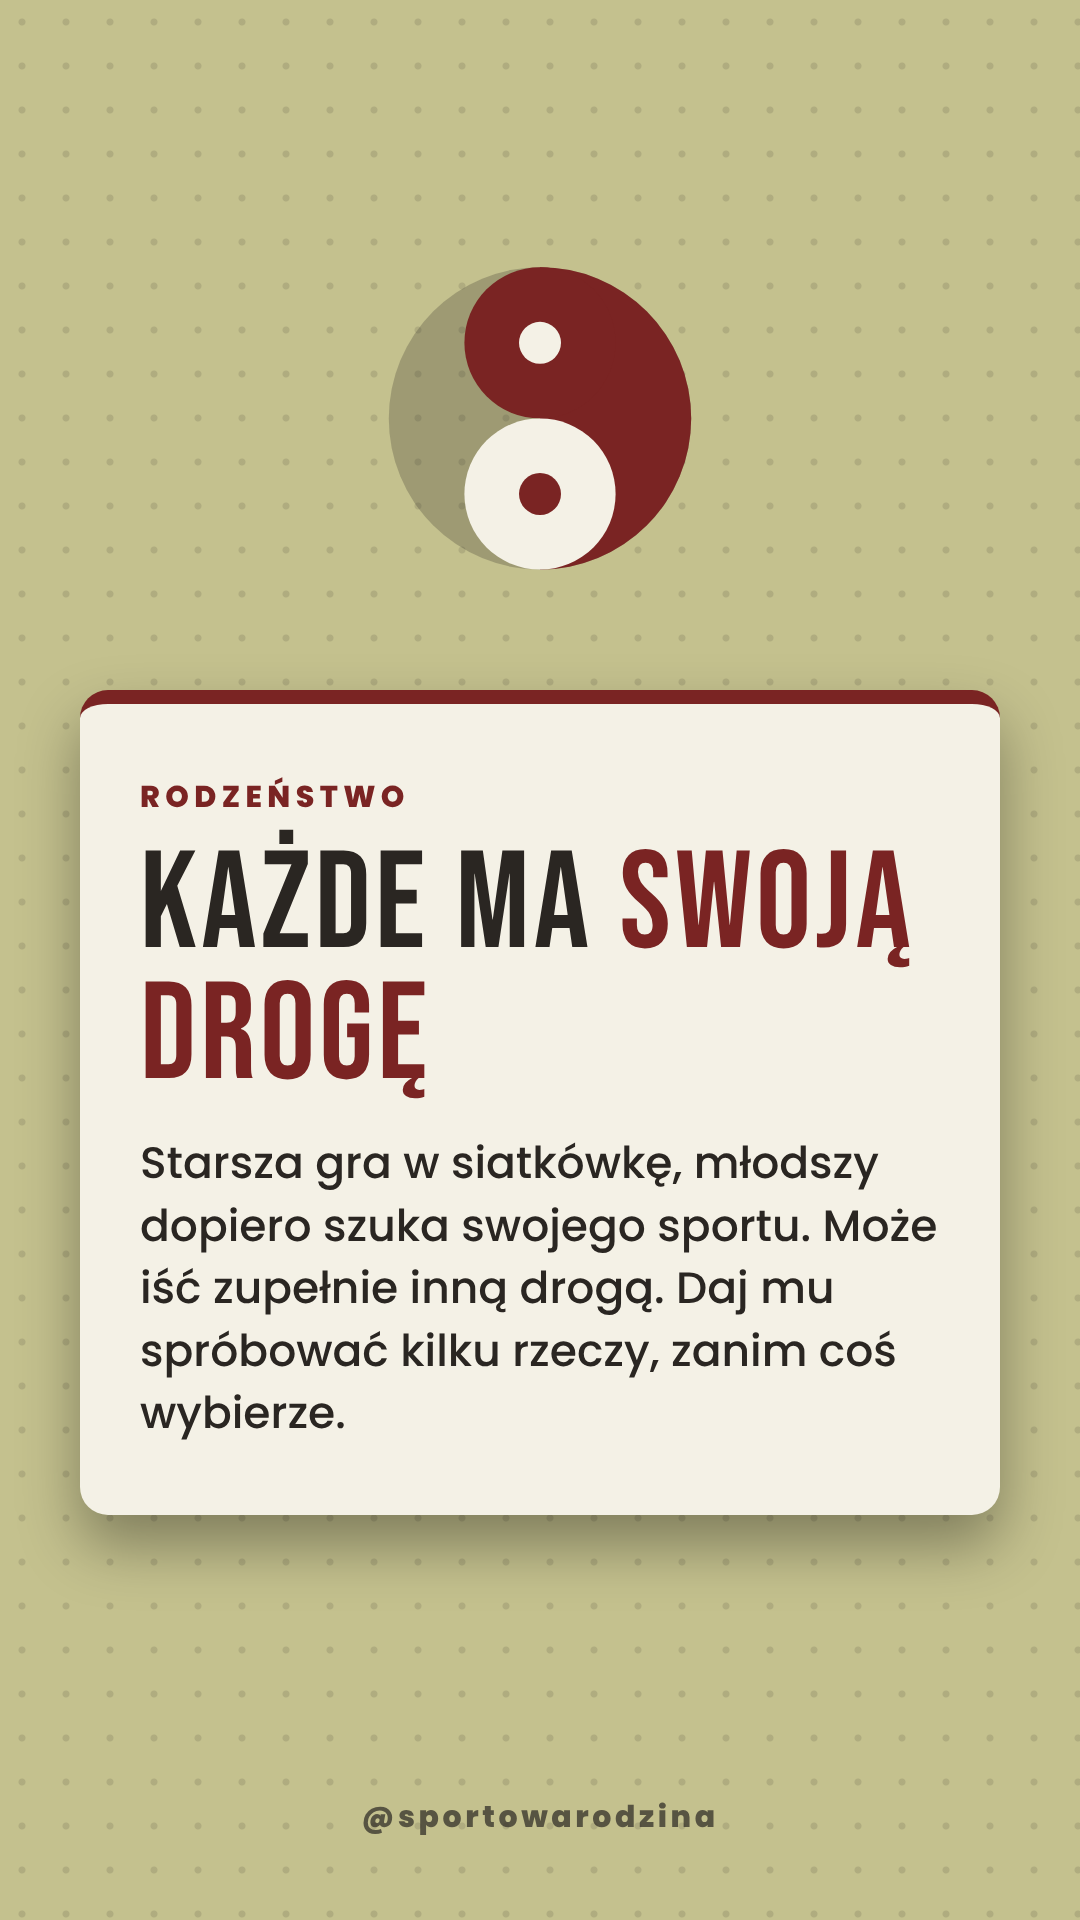 RODZEŃSTWO
KAŻDE MA SWOJĄ
DROGĘ
Starsza gra w siatkówkę, młodszy
dopiero szuka swojego sportu. Może
iść zupełnie inną drogą. Daj mu
spróbować kilku rzeczy, zanim coś
wybierze.
@sportowarodzina